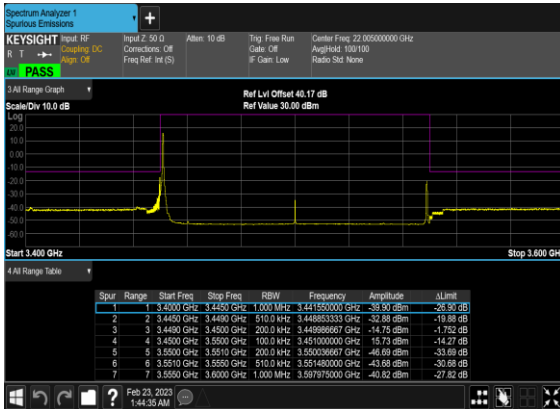 Spectrum Analyzer 1
Spurious Emissions
+
KEYSIGHT Input: RF Input Z: 50 Ω Atten: 10 dB Trig: Free Run Center Freq: 22.005000000 GHz
R T Coupling: DC Corrections: Off Gate: Off Avg|Hold: 100/100
Align: Off Freq Ref: Int (S) IF Gain: Low Radio Std: None
PASS
3 All Range Graph
Ref Lvl Offset 40.17 dB
Scale/Div 10.0 dB Ref Value 30.00 dBm
Log
20.0
10.0
0.00
-10.0
-20.0
-30.0
-40.0
-50.0
-60.0
Start 3.400 GHz Stop 3.600 GH
4 All Range Table
Spur Range Start Freq Stop Freq RBW Frequency Amplitude ΔLimit
1 1 3.4000 GHz 3.4450 GHz 1.000 MHz 3.441550000 GHz -39.90 dBm -26.90 dB
2 2 3.4450 GHz 3.4490 GHz 510.0 kHz 3.448853333 GHz -32.88 dBm -19.88 dB
3 3 3.4490 GHz 3.4500 GHz 200.0 kHz 3.449986667 GHz -14.75 dBm -1.752 dB
4 4 3.4500 GHz 3.5500 GHz 100.0 kHz 3.451000000 GHz 15.73 dBm -14.27 dB
5 5 3.5500 GHz 3.5510 GHz 200.0 kHz 3.550036667 GHz -46.69 dBm -33.69 dB
6 6 3.5510 GHz 3.5550 GHz 510.0 kHz 3.551480000 GHz -43.68 dBm -30.68 dB
7 7 3.5550 GHz 3.6000 GHz 1.000 MHz 3.597975000 GHz -40.82 dBm -27.82 dB
? Feb 23, 2023
1:44:35 AM